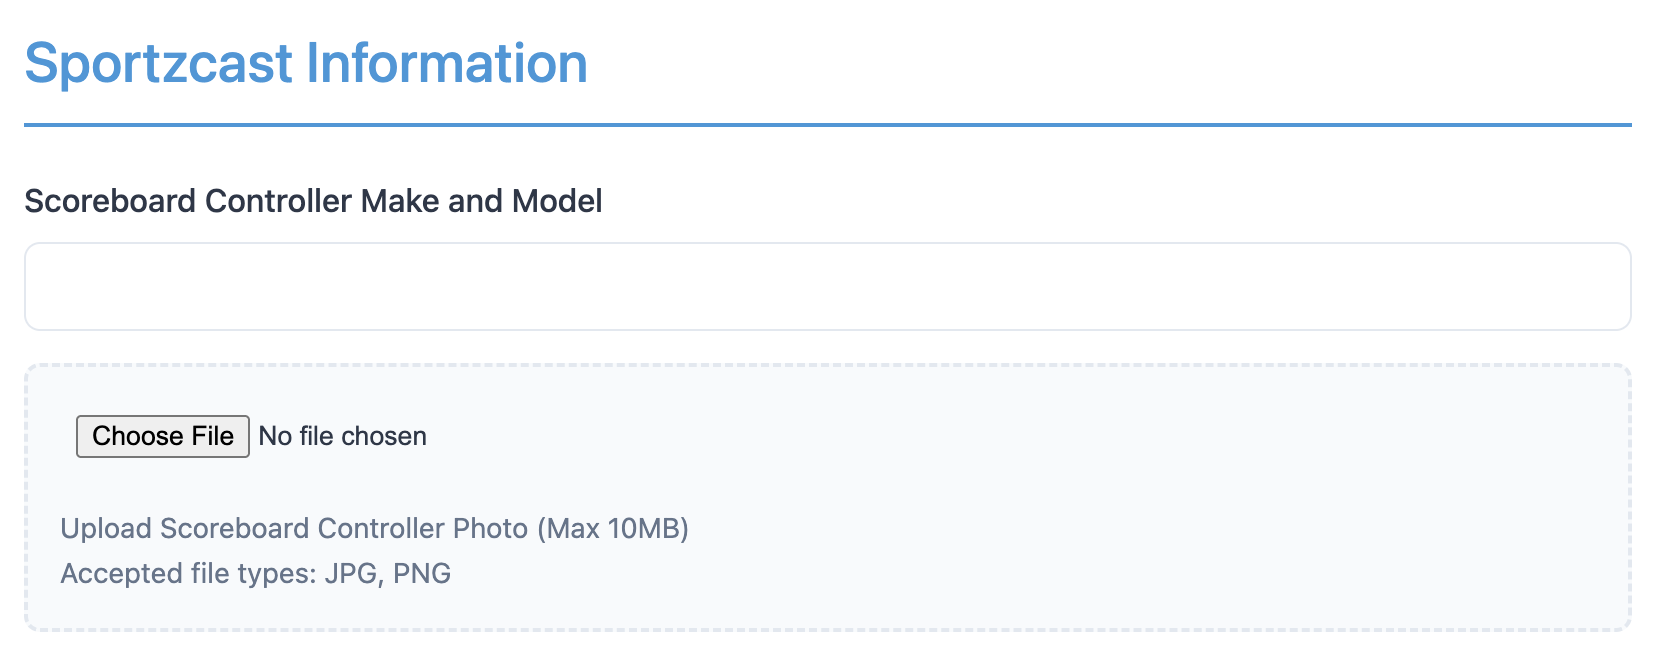 Sportzcast Information
Scoreboard Controller Make and Model
Choose File No file chosen
Upload Scoreboard Controller Photo (Max 10MB)
Accepted file types: JPG, PNG